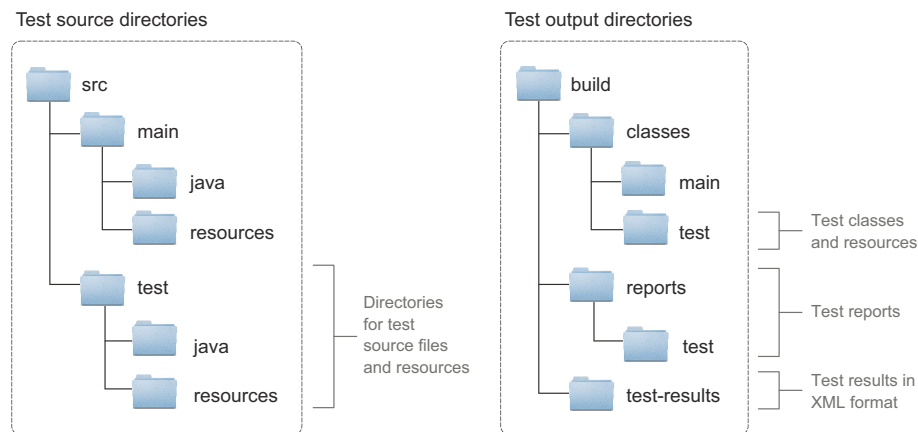 Test source directories
src
main
java
resources
test
java
resources
Directories
for test
source files
and resources
Test output directories
build
classes
main
test
Test classes
and resources
reports
test
Test reports
test-results
Test results in
XML format